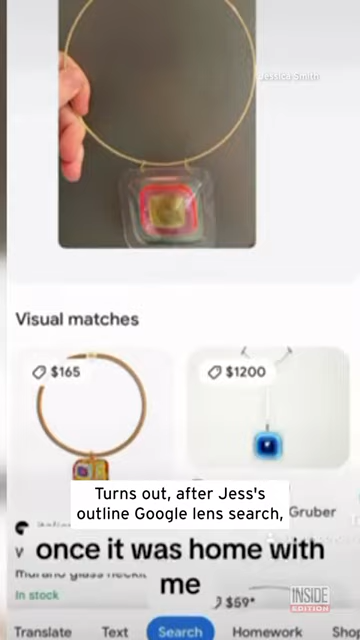 Jessica Smith
Visual matches
$165
$1200
Turns out, after Jess's
outline Google lens search,
Gruber
once it was home with
me
In stock
$59*
INSIDE
EDITION
Translate
Text
Search
Homework
Shop